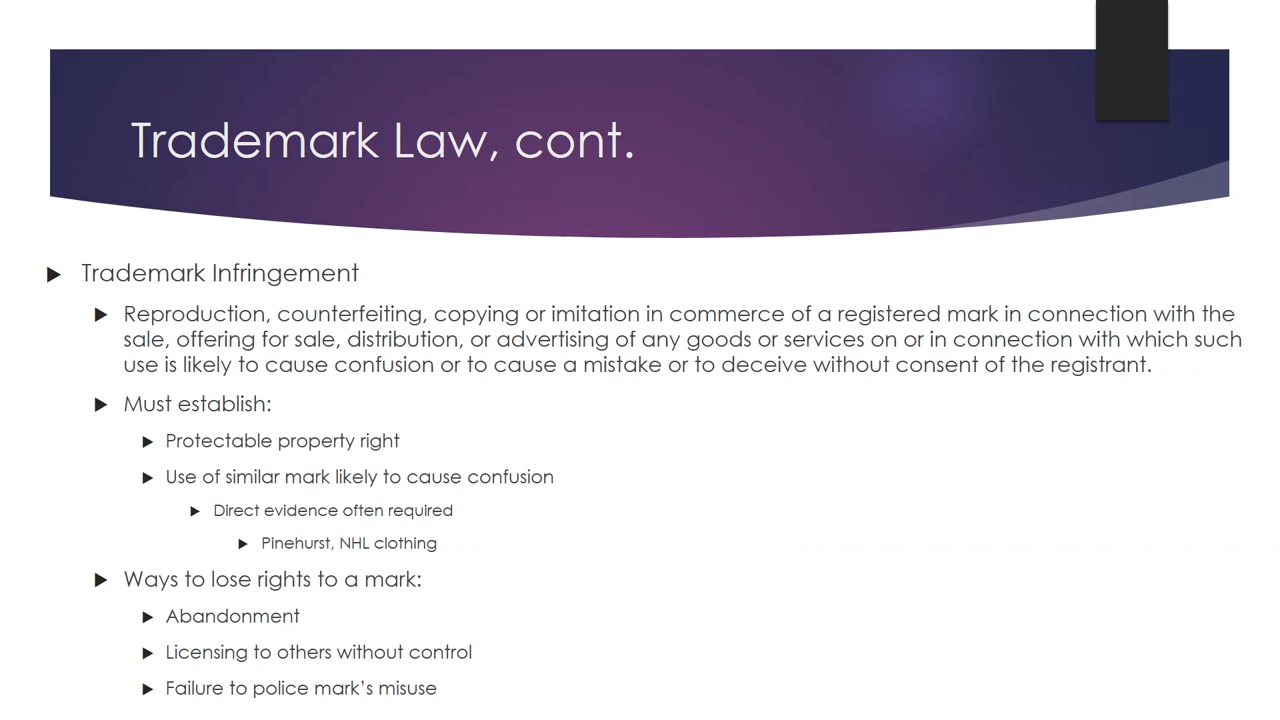 Trademark Law, cont.
Trademark Infringement
Reproduction, counterfeiting, copying or imitation in commerce of a registered mark in connection with the
sale, offering for sale, distribution, or advertising of any goods or services on or in connection with which such
use is likely to cause confusion or to cause a mistake or to deceive without consent of the registrant.
Must establish:
Protectable property right
Use of similar mark likely to cause confusion
Direct evidence often required
Pinehurst, NHL clothing
Ways to lose rights to a mark:
Abandonment
Licensing to others without control
Failure to police mark's misuse